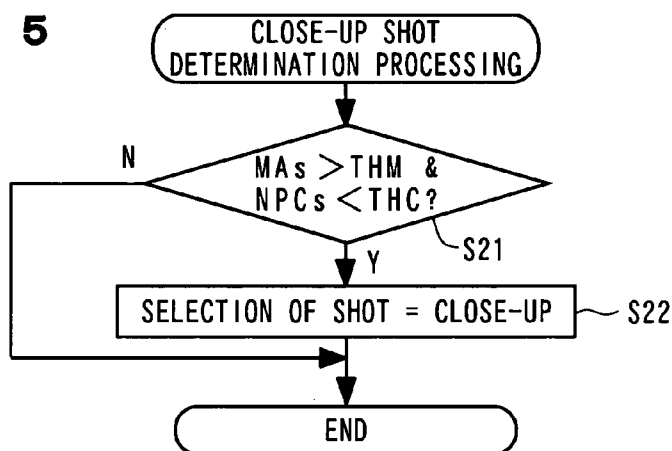 5
CLOSE-UP SHOT
DETERMINATION PROCESSING
N
MAs >THM &
NPCs <THC?
S21
Y
SELECTION OF SHOT = CLOSE-UP
S22
END